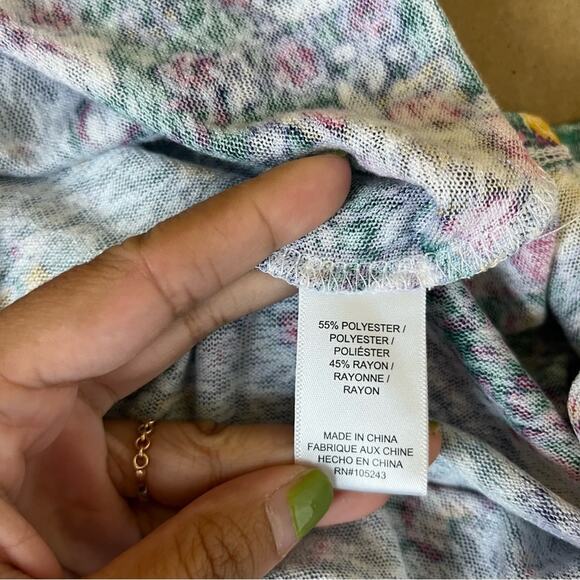 55% POLYESTER /
POLYESTER /
POLIÉSTER
45% RAYON /
RAYONNE /
RAYON
MADE IN CHINA
FABRIQUE AUX CHINE
HECHO EN CHINA
RN#105243